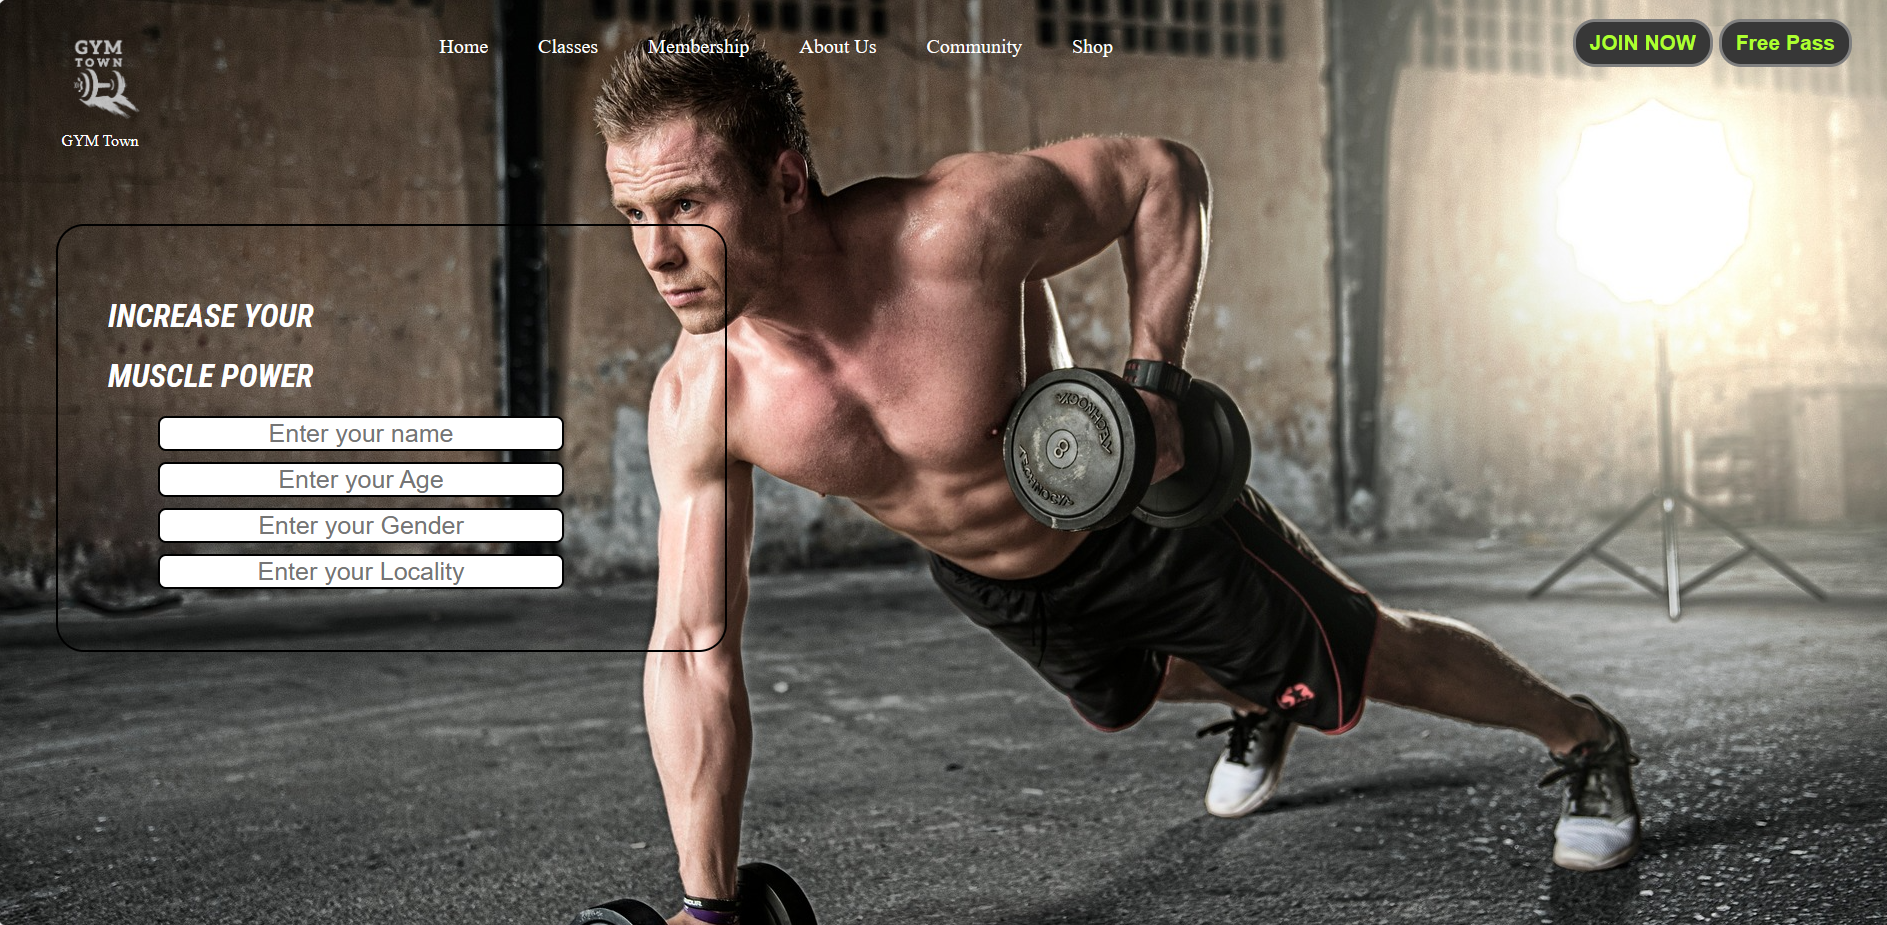 GYM
TOWN
GYM Town
Home
Classes
Membership
About Us
Community
Shop
JOIN NOW
Free Pass
INCREASE YOUR
MUSCLE POWER
Enter your name
Enter your Age
Enter your Gender
Enter your Locality
TECHNOGYM
TECHNOGYM
8